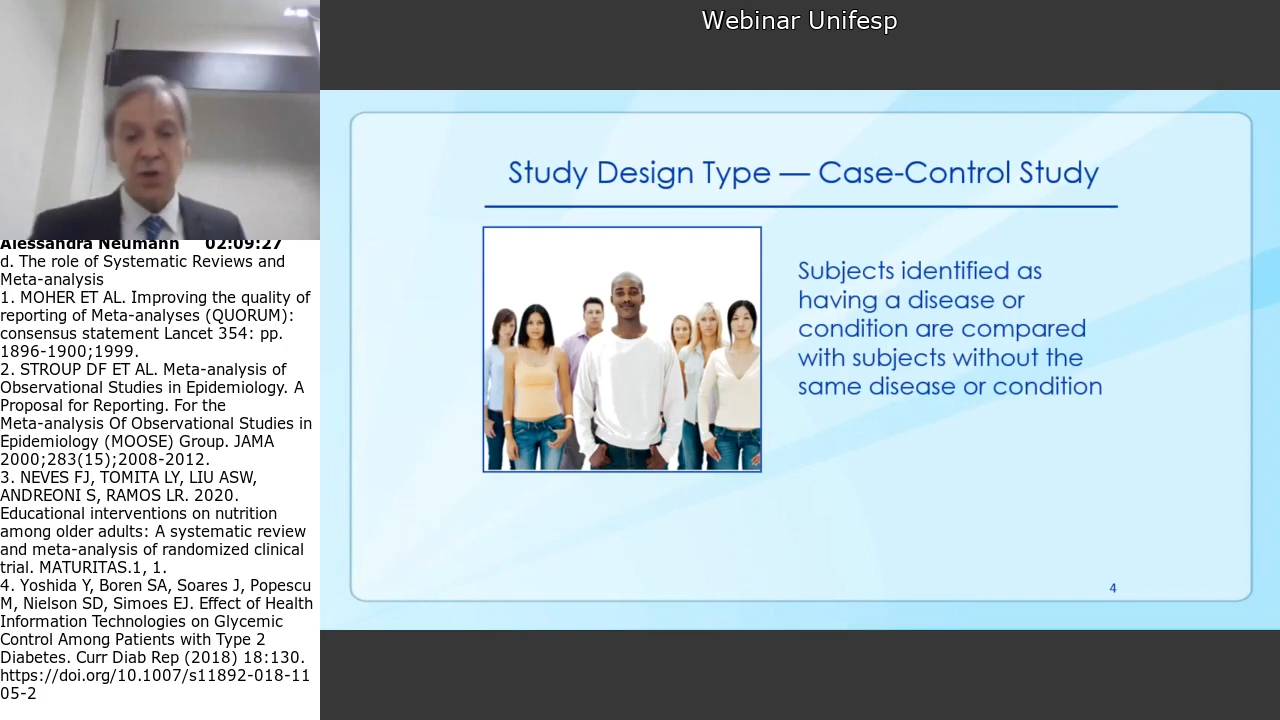 Webinar Unifesp
Alessandra Neumann 02:09:27
d. The role of Systematic Reviews and
Meta-analysis
1. MOHER ET AL. Improving the quality of
reporting of Meta-analyses (QUORUM):
consensus statement Lancet 354: pp.
1896-1900;1999.
2. STROUP DF ET AL. Meta-analysis of
Observational Studies in Epidemiology. A
Proposal for Reporting. For the
Meta-analysis Of Observational Studies in
Epidemiology (MOOSE) Group. JAMA
2000;283(15);2008-2012.
3. NEVES FJ, TOMITA LY, LIU ASW,
ANDREONI S, RAMOS LR. 2020.
Educational interventions on nutrition
among older adults: A systematic review
and meta-analysis of randomized clinical
trial. MATURITAS.1, 1.
4. Yoshida Y, Boren SA, Soares J, Popescu
M, Nielson SD, Simoes EJ. Effect of Health
Information Technologies on Glycemic
Control Among Patients with Type 2
Diabetes. Curr Diab Rep (2018) 18:130.
https://doi.org/10.1007/s11892-018-11
05-2
Study Design Type — Case-Control Study
Subjects identified as
having a disease or
condition are compared
with subjects without the
same disease or condition
4